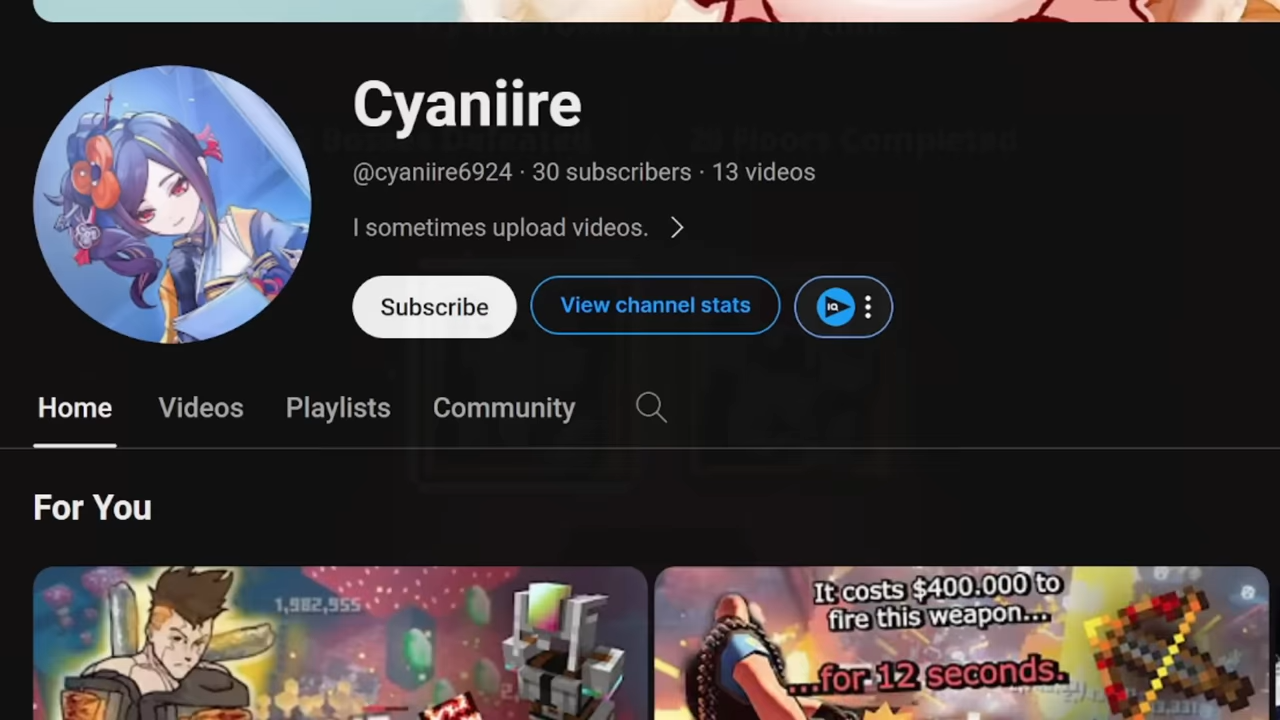 Cyaniire
@cyaniire6924 · 30 subscribers · 13 videos
I sometimes upload videos.
Subscribe
View channel stats
IQ
Home
Videos
Playlists
Community
For You
1,982,955
It costs $400.000 to
fire this weapon...
...for 12 seconds.